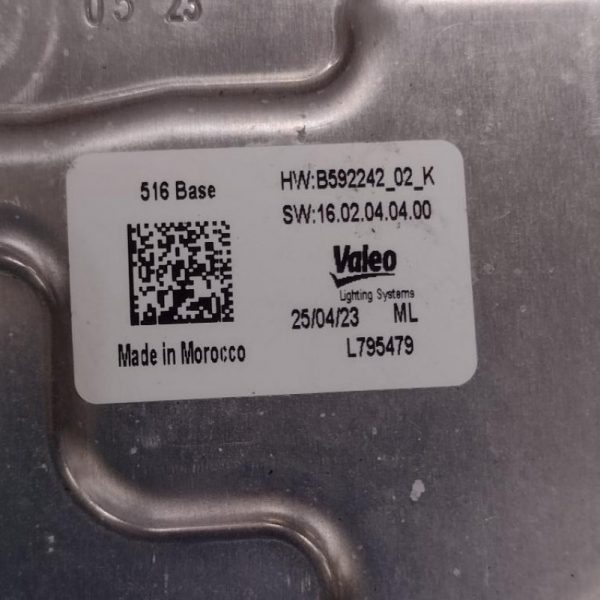 05 23
516 Base
HW:B592242_02_K
SW:16.02.04.04.00
Valeo
Lighting Systems
25/04/23 ML
Made in Morocco
L795479